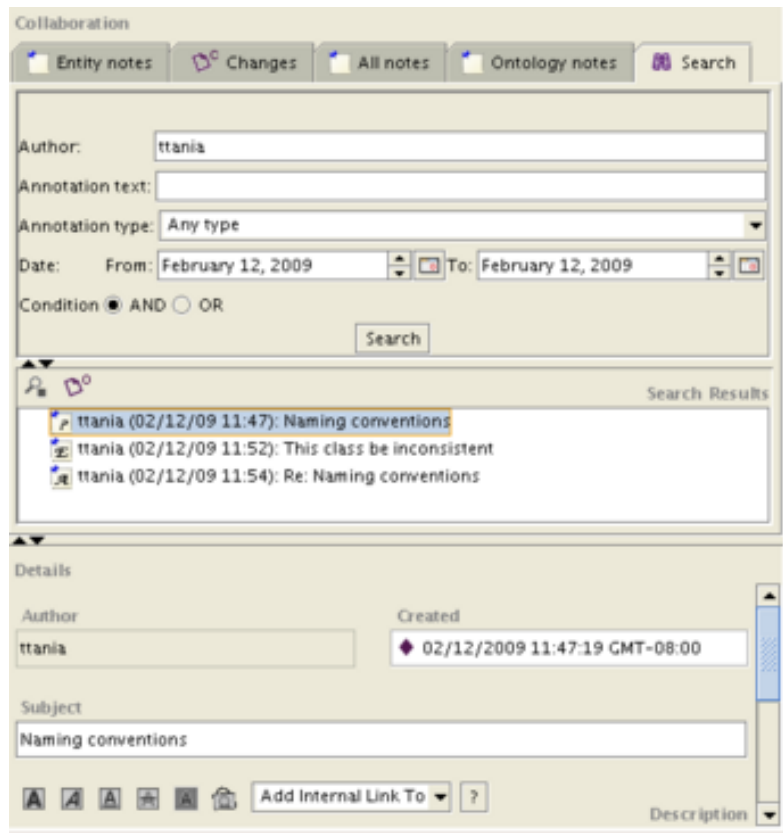 Collaboration
Entity notes Changes All notes Ontology notes Search
Author: ttania
Annotation text:
Annotation type: Any type
Date: From: February 12, 2009 To: February 12, 2009
Condition AND OR
Search
Search Results
ttania (02/12/09 11:47): Naming conventions
ttania (02/12/09 11:52): This class be inconsistent
ttania (02/12/09 11:54): Re: Naming conventions
Details
Author Created
ttania 02/12/2009 11:47:19 GMT-08:00
Subject
Naming conventions
A A A A A Add Internal Link To ?
Description